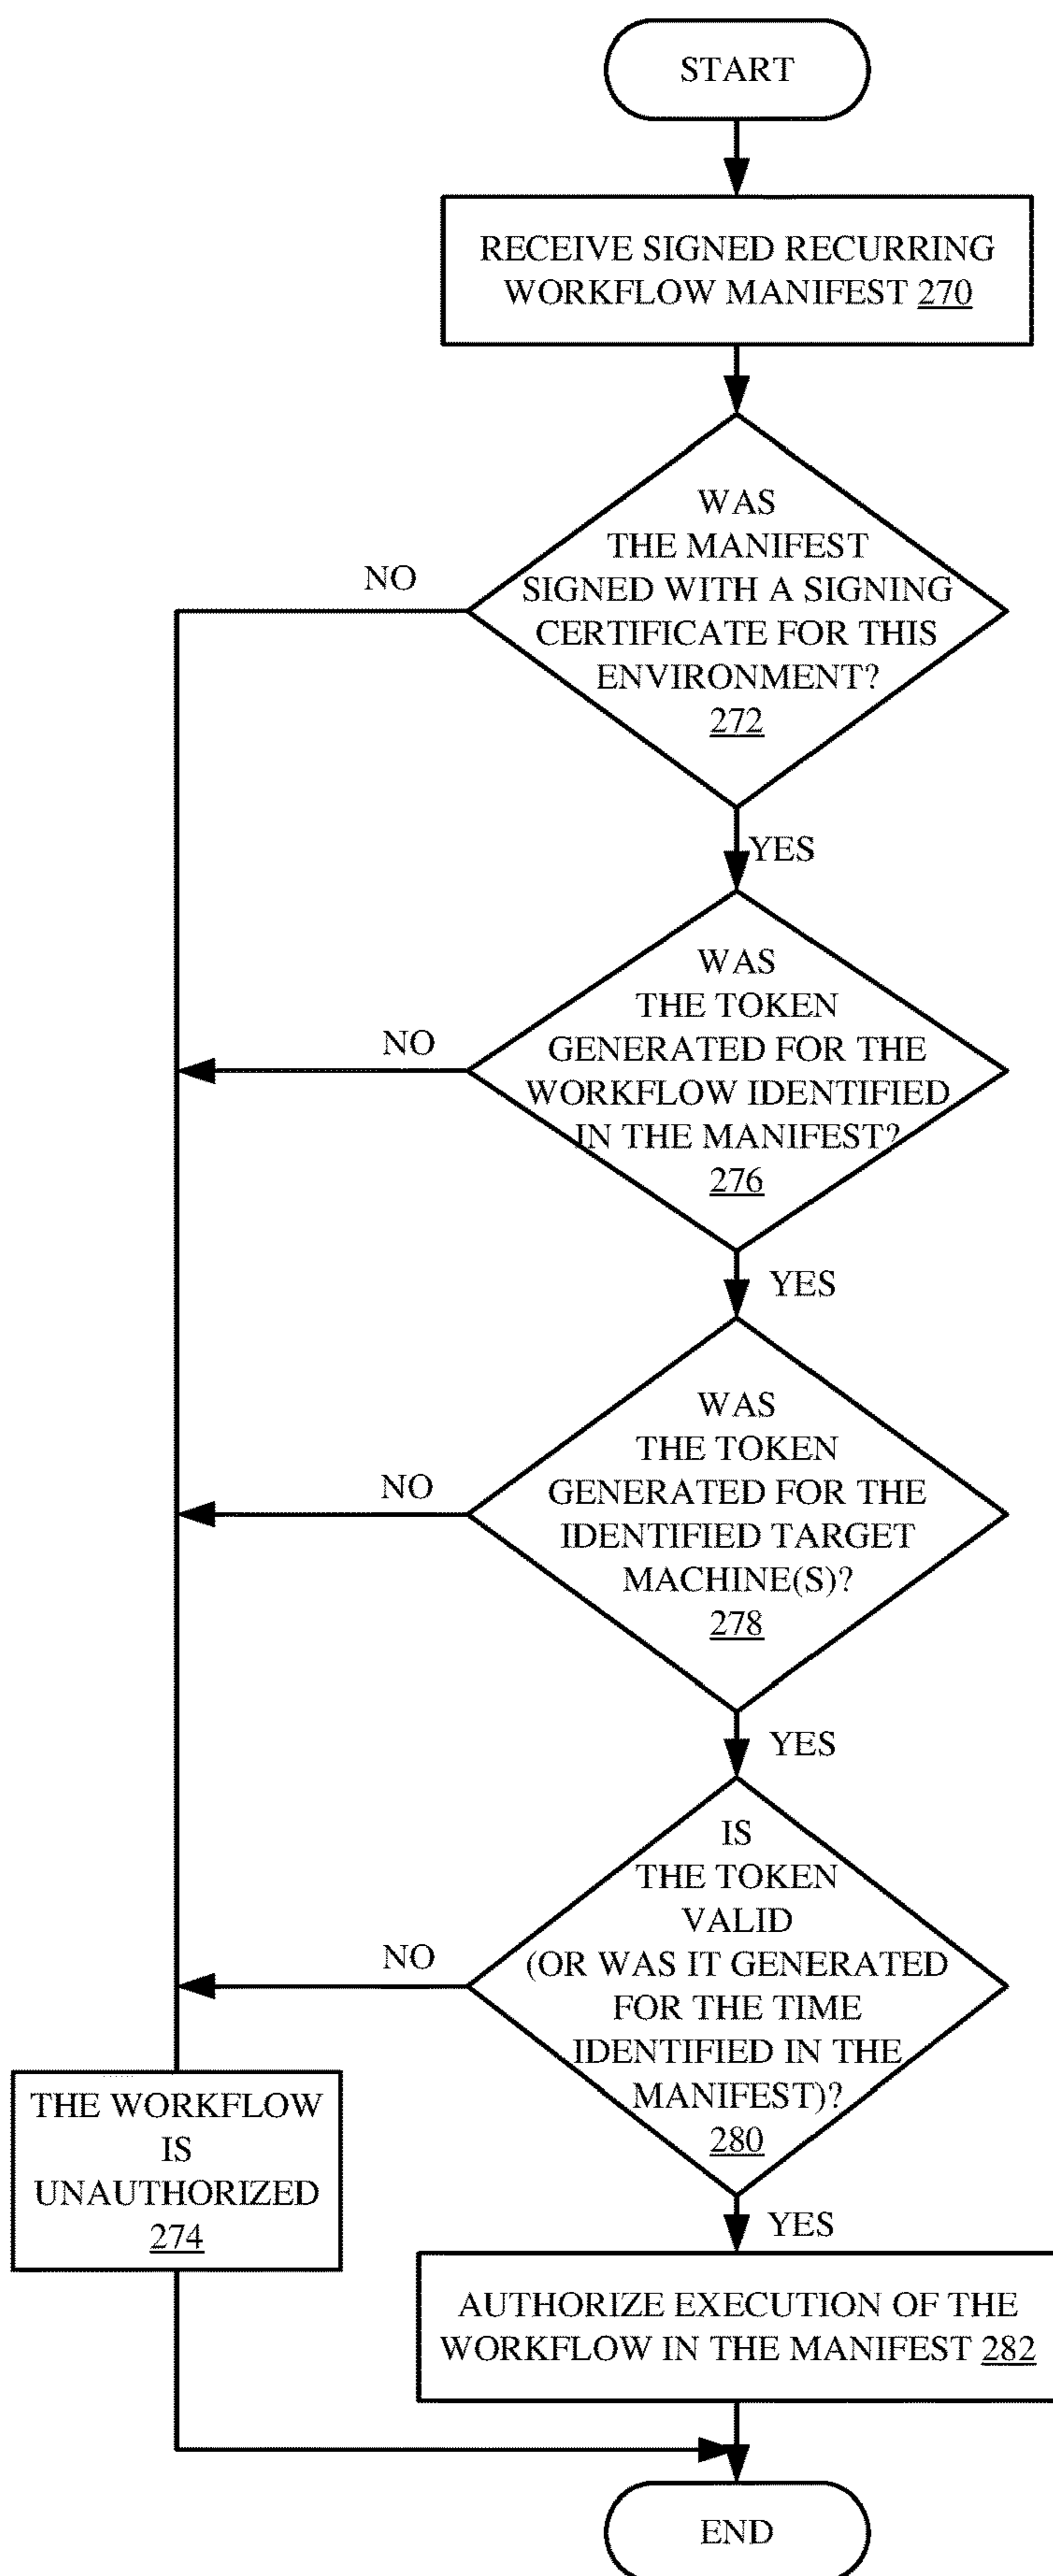 START
RECEIVE SIGNED RECURRING
WORKFLOW MANIFEST 270
WAS
THE MANIFEST
SIGNED WITH A SIGNING
CERTIFICATE FOR THIS
ENVIRONMENT?
272
NO
YES
WAS
THE TOKEN
GENERATED FOR THE
WORKFLOW IDENTIFIED
IN THE MANIFEST?
276
NO
YES
WAS
THE TOKEN
GENERATED FOR THE
IDENTIFIED TARGET
MACHINE(S)?
278
NO
YES
IS
THE TOKEN
VALID
(OR WAS IT GENERATED
FOR THE TIME
IDENTIFIED IN THE
MANIFEST)?
280
NO
YES
THE WORKFLOW
IS
UNAUTHORIZED
274
AUTHORIZE EXECUTION OF THE
WORKFLOW IN THE MANIFEST 282
END